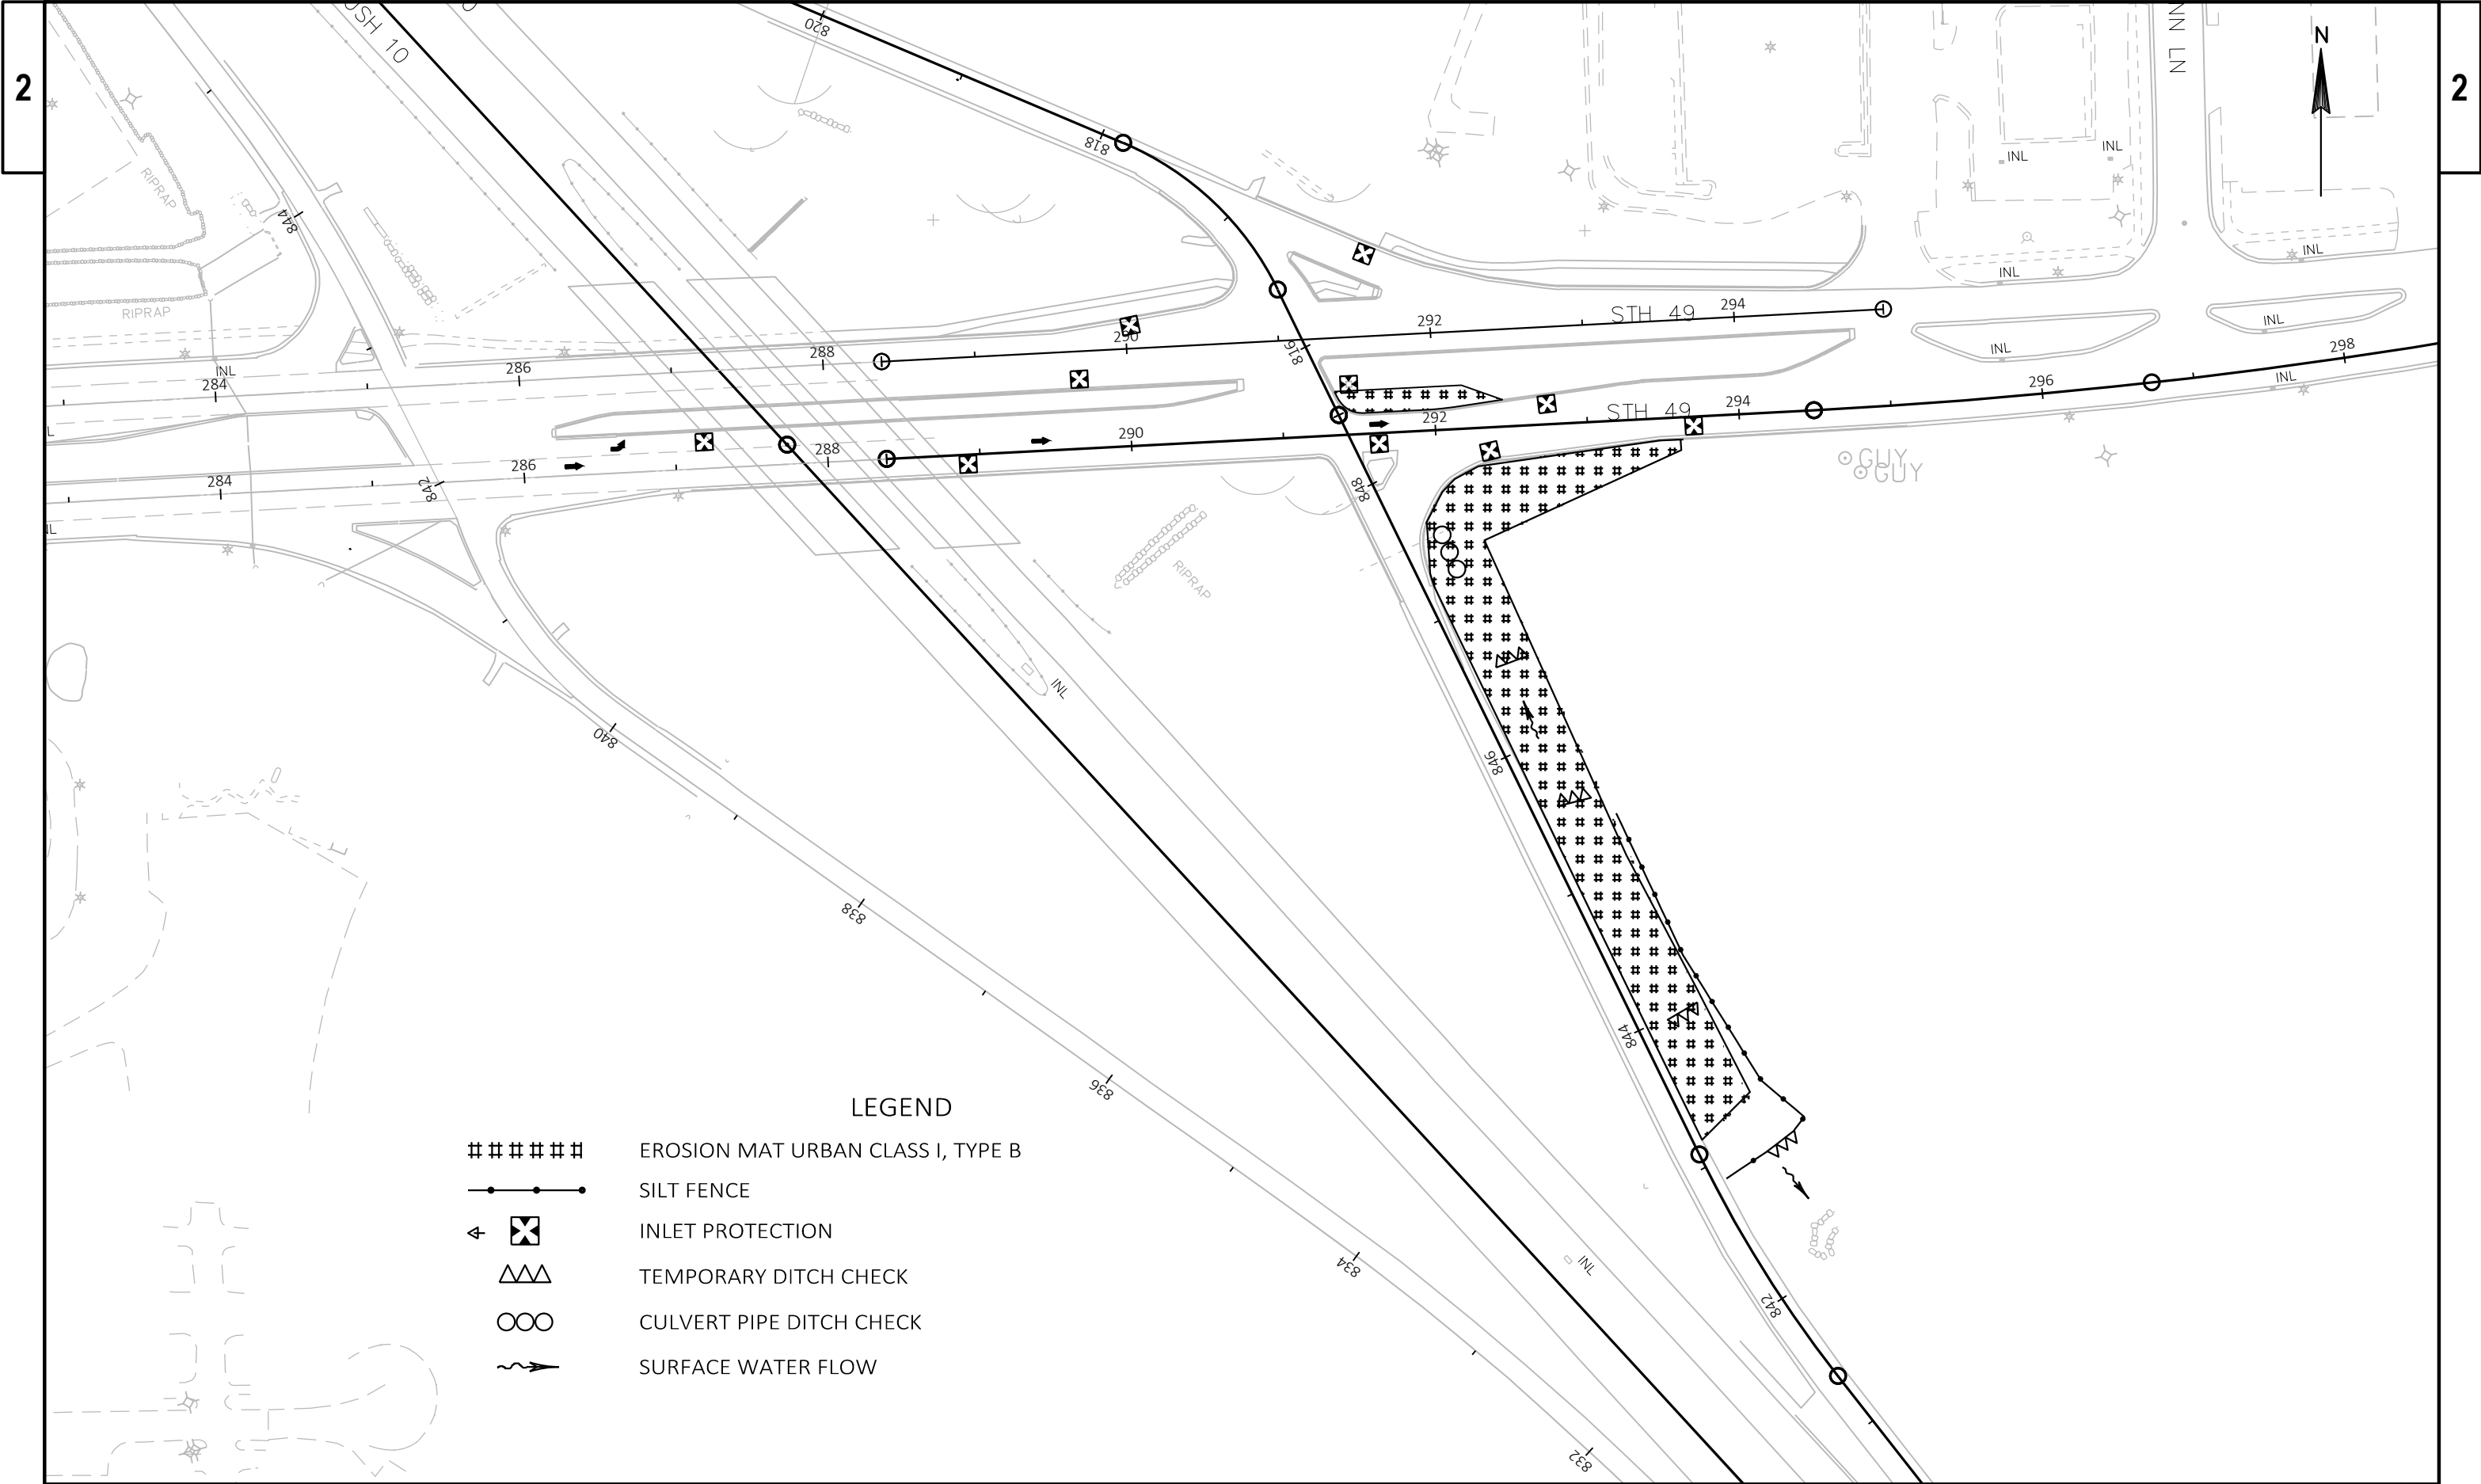 2
2
N
USH 10
NN LN
820
818
816
844
RIPRAP
RIPRAP
INL
INL
INL
INL
INL
INL
INL
INL
INL
284
286
288
290
292
294
STH 49
298
296
284
286
288
290
292
294
STH 49
842
848
846
844
842
GUY
GUY
RIPRAP
INL
INL
840
838
836
834
832
LEGEND
EROSION MAT URBAN CLASS I, TYPE B
SILT FENCE
INLET PROTECTION
TEMPORARY DITCH CHECK
CULVERT PIPE DITCH CHECK
SURFACE WATER FLOW